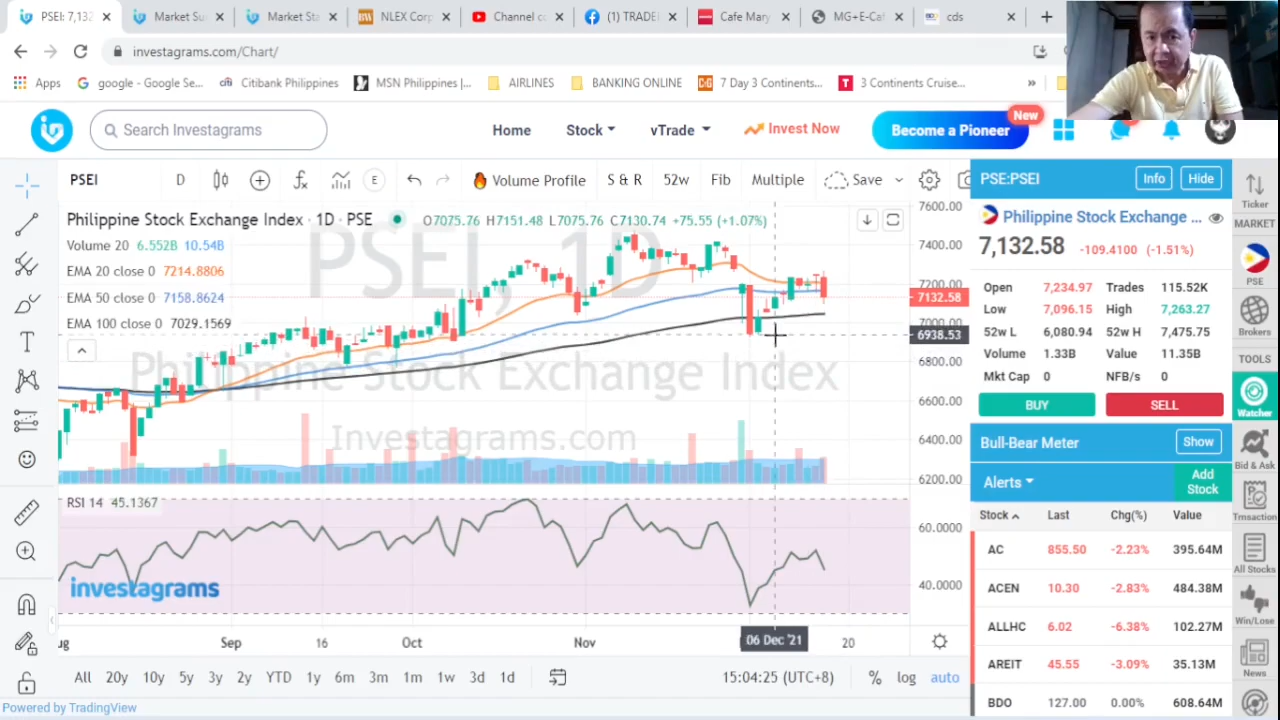 PSEI: 7,132
Market Su
Market Sta
NLEX Corp
Channel co
(1) TRADE
Cafe Mary
MG+E-Caf
cds
investagrams.com/Chart/
Apps
google - Google Se...
Citibank Philippines
MSN Philippines |...
AIRLINES
BANKING ONLINE
7 Day 3 Continents...
3 Continents Cruise...
»
Search Investagrams
Home
Stock
vTrade
Invest Now
Become a Pioneer
New
PSEI
D
E
Volume Profile
S & R
52w
Fib
Multiple
Save
Philippine Stock Exchange Index · 1D · PSE
O7075.76 H7151.48 L7075.76 C7130.74 +75.55 (+1.07%)
Volume 20 6.552B 10.54B
EMA 20 close 0 7214.8806
EMA 50 close 0 7158.8624
EMA 100 close 0 7029.1569
PSEI, 1D
Philippine Stock Exchange Index
Investagrams.com
7600.00
7400.00
7200.00
7132.58
7000.00
6938.53
6800.00
6600.00
6400.00
6200.00
RSI 14 45.1367
60.0000
40.0000
investagrams
ug
Sep
16
Oct
Nov
06 Dec '21
20
All
20y
10y
5y
3y
2y
YTD
1y
6m
3m
1m
1w
3d
1d
15:04:25 (UTC+8)
%
log
auto
Powered by TradingView
PSE:PSEI
Info
Hide
Philippine Stock Exchange ...
7,132.58 -109.4100 (-1.51%)
Open 7,234.97 Trades 115.52K
Low 7,096.15 High 7,263.27
52w L 6,080.94 52w H 7,475.75
Volume 1.33B Value 11.35B
Mkt Cap 0 NFB/s 0
BUY
SELL
Bull-Bear Meter
Show
Alerts
Add Stock
Stock Last Chg(%) Value
AC 855.50 -2.23% 395.64M
ACEN 10.30 -2.83% 484.38M
ALLHC 6.02 -6.38% 102.27M
AREIT 45.55 -3.09% 35.13M
BDO 127.00 0.00% 608.64M
Ticker
MARKET
PSE
Brokers
TOOLS
Watcher
Bid & Ask
Trnsaction
All Stocks
Win/Lose
News